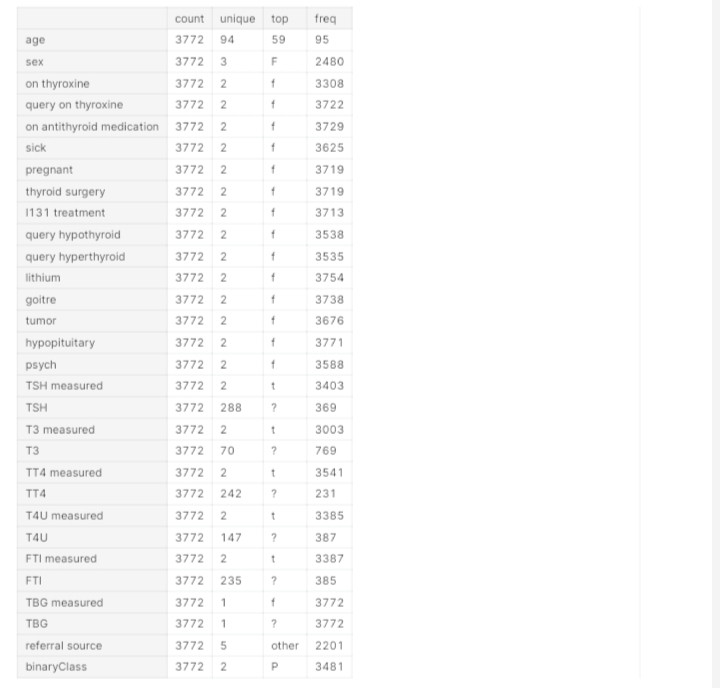 count unique top freq
age 3772 94 59 95
sex 3772 3 F 2480
on thyroxine 3772 2 f 3308
query on thyroxine 3772 2 f 3722
on antithyroid medication 3772 2 f 3729
sick 3772 2 f 3625
pregnant 3772 2 f 3719
thyroid surgery 3772 2 f 3719
I131 treatment 3772 2 f 3713
query hypothyroid 3772 2 f 3538
query hyperthyroid 3772 2 f 3535
lithium 3772 2 f 3754
goitre 3772 2 f 3738
tumor 3772 2 f 3676
hypopituitary 3772 2 f 3771
psych 3772 2 f 3588
TSH measured 3772 2 t 3403
TSH 3772 288 ? 369
T3 measured 3772 2 t 3003
T3 3772 70 ? 769
TT4 measured 3772 2 t 3541
TT4 3772 242 ? 231
T4U measured 3772 2 t 3385
T4U 3772 147 ? 387
FTI measured 3772 2 t 3387
FTI 3772 235 ? 385
TBG measured 3772 1 f 3772
TBG 3772 1 ? 3772
referral source 3772 5 other 2201
binaryClass 3772 2 P 3481